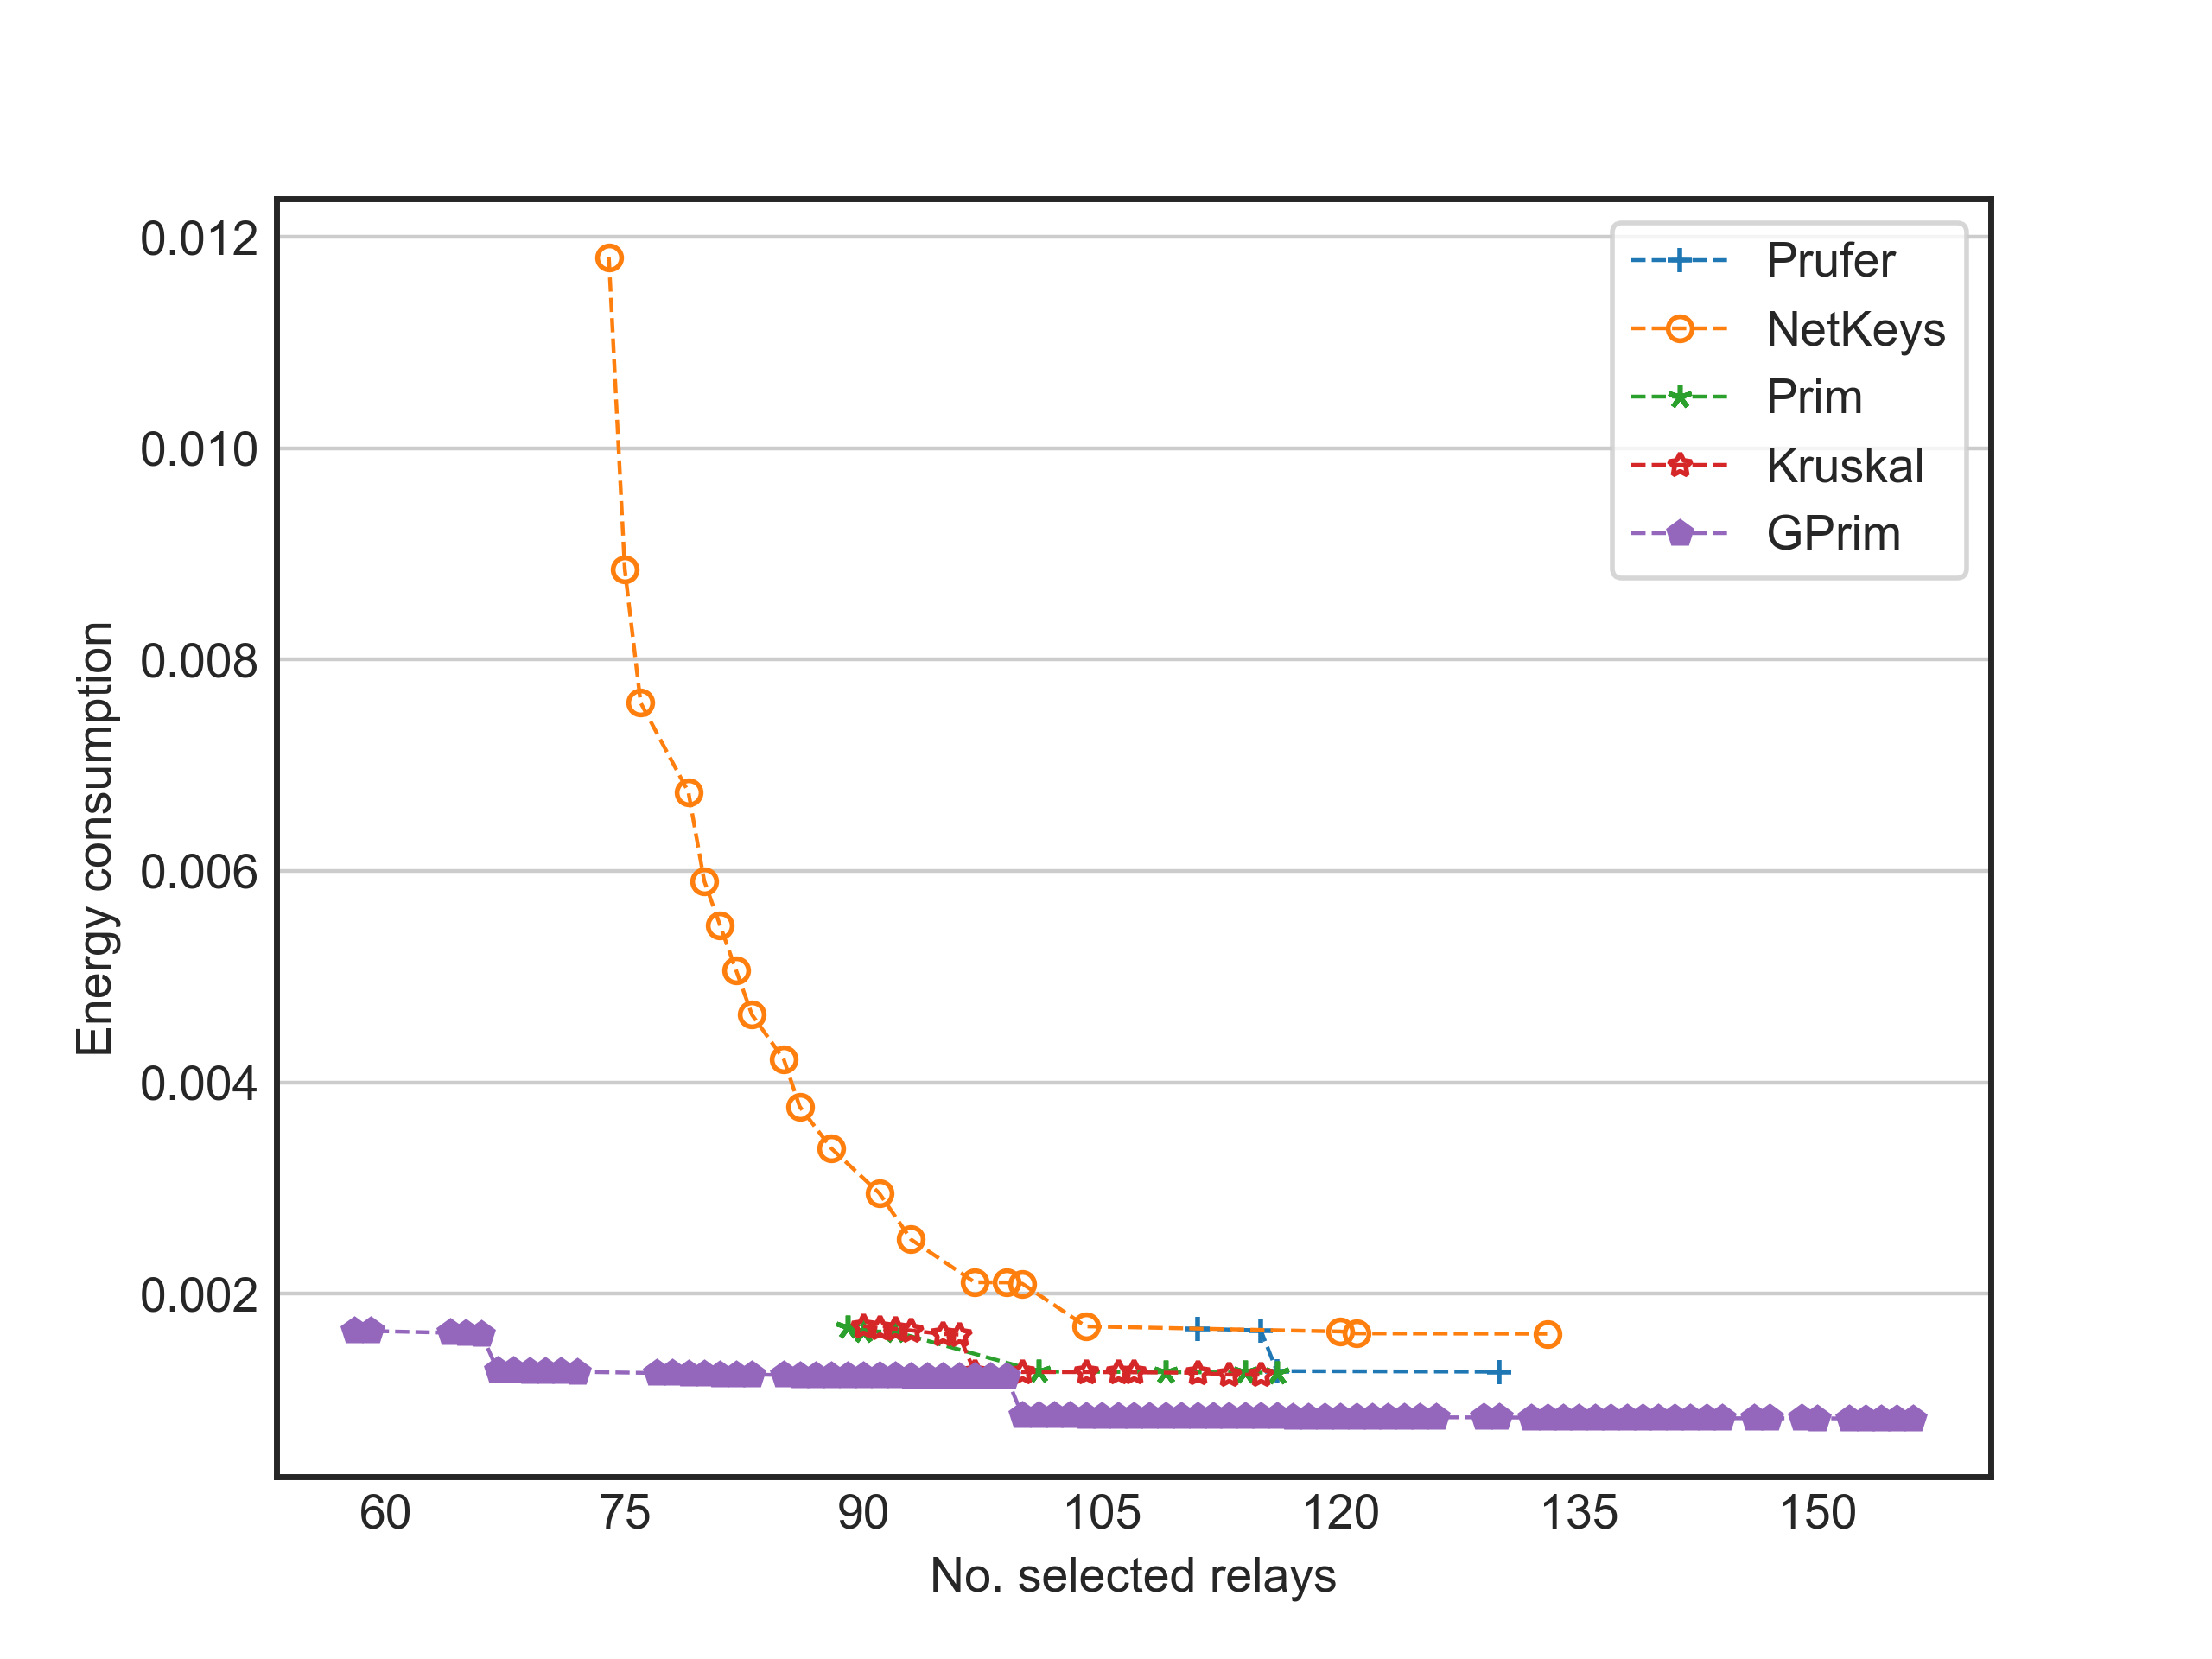 0.012
0.010
0.008
0.006
0.004
0.002
Energy consumption
60 75 90 105 120 135 150
No. selected relays
Prufer
NetKeys
Prim
Kruskal
GPrim